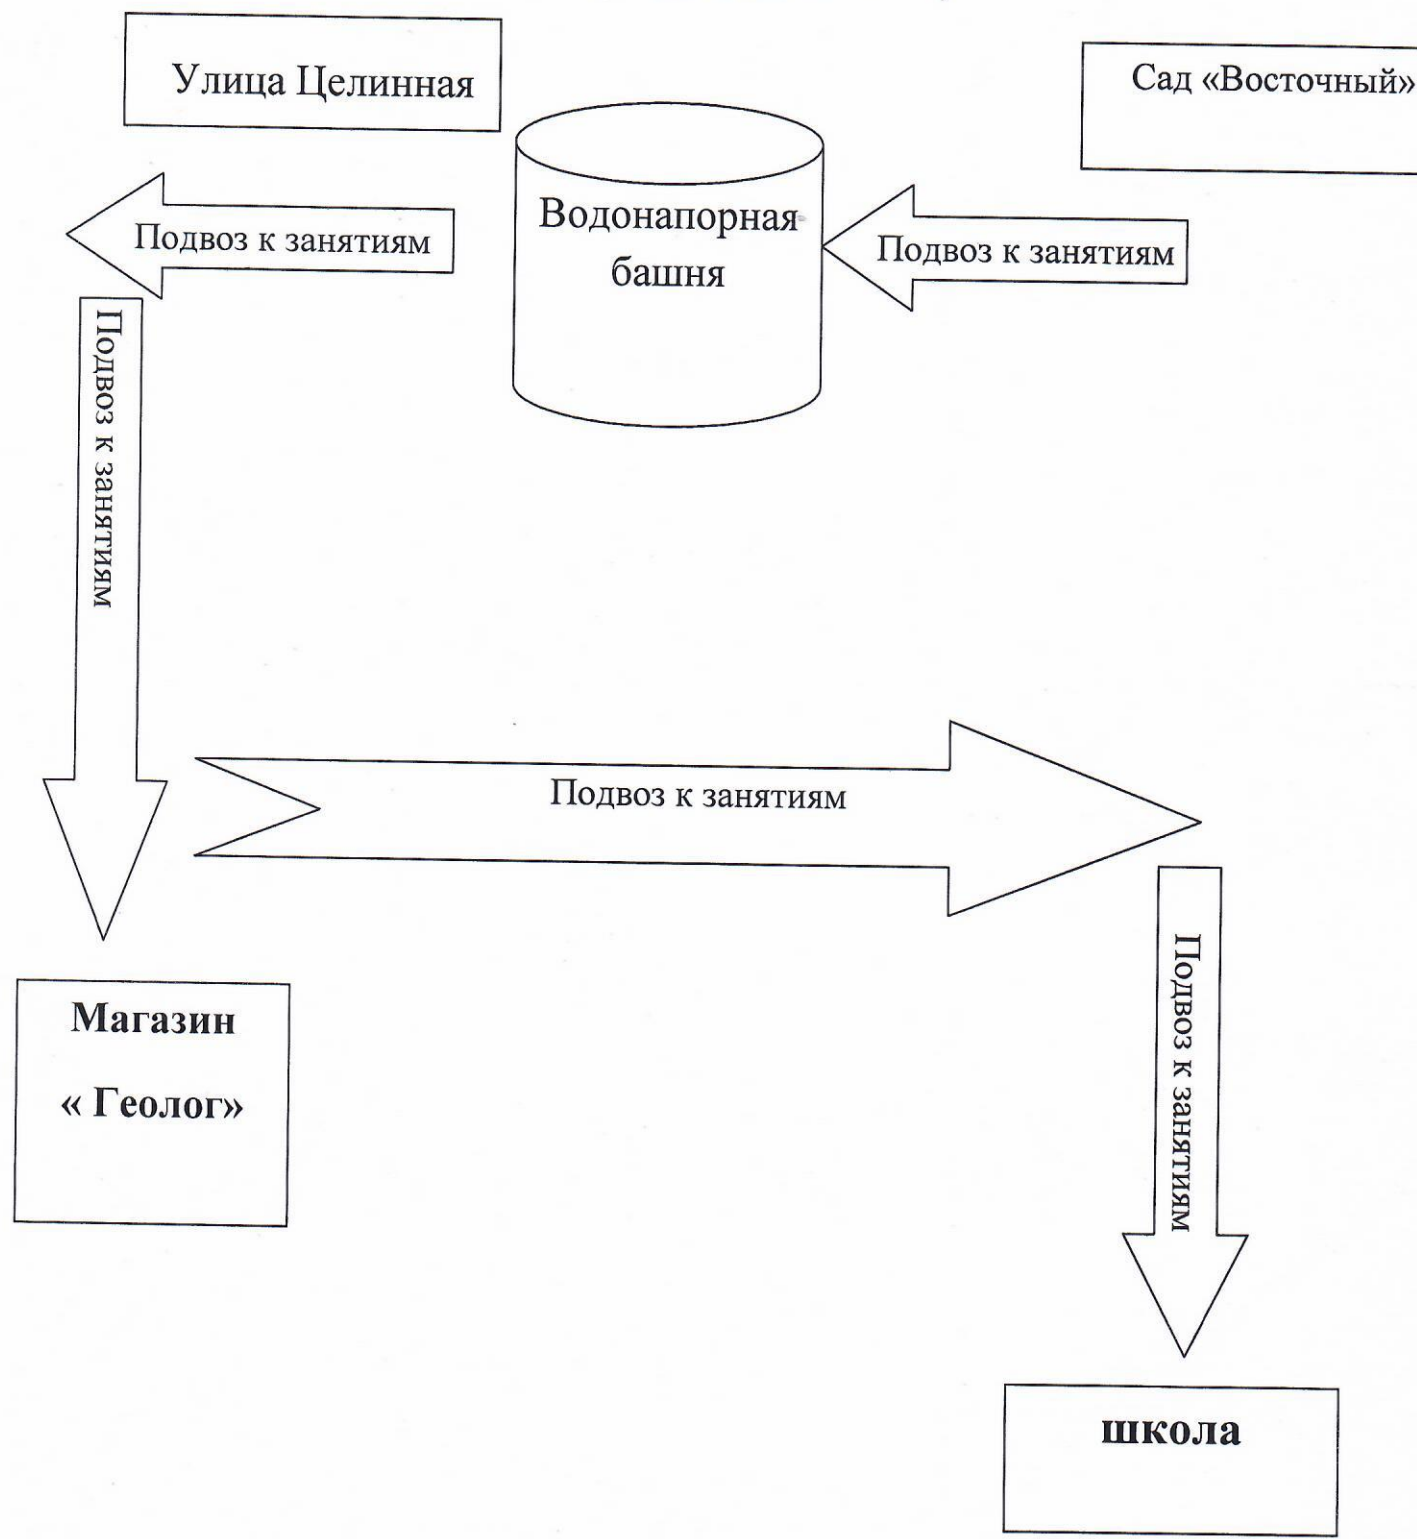 Улица Целинная
Сад «Восточный»
Водонапорная
башня
Подвоз к занятиям
Подвоз к занятиям
Подвоз к занятиям
Подвоз к занятиям
Магазин
« Геолог»
Подвоз к занятиям
школа